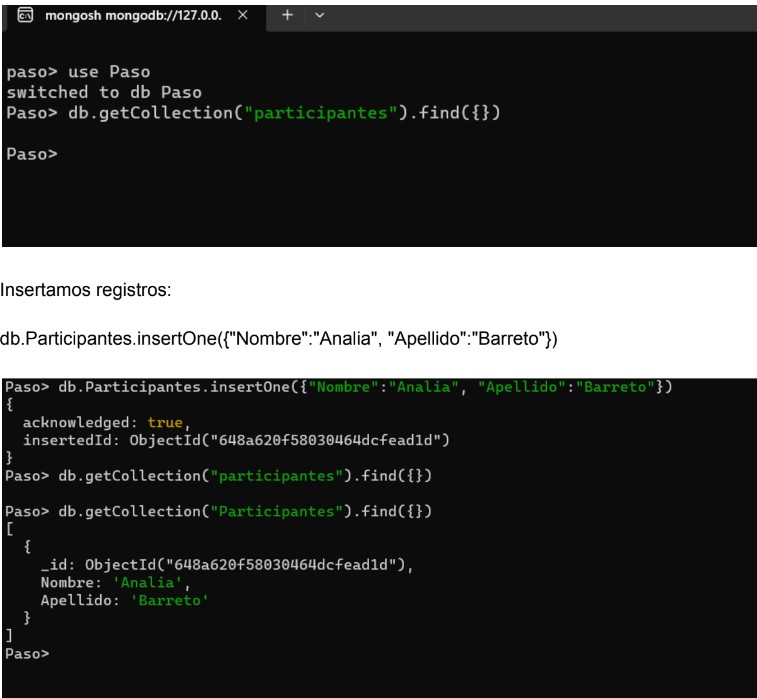 mongosh mongodb://127.0.0.
paso> use Paso
switched to db Paso
Paso> db.getCollection("participantes").find({})
Paso>
Insertamos registros:
db.Participantes.insertOne({"Nombre":"Analia", "Apellido":"Barreto"})
Paso> db.Participantes.insertOne({"Nombre":"Analia", "Apellido":"Barreto"})
{
  acknowledged: true,
  insertedId: ObjectId("648a620f58030464dcfead1d")
}
Paso> db.getCollection("participantes").find({})
Paso> db.getCollection("Participantes").find({})
[
  {
    _id: ObjectId("648a620f58030464dcfead1d"),
    Nombre: 'Analia',
    Apellido: 'Barreto'
  }
]
Paso>